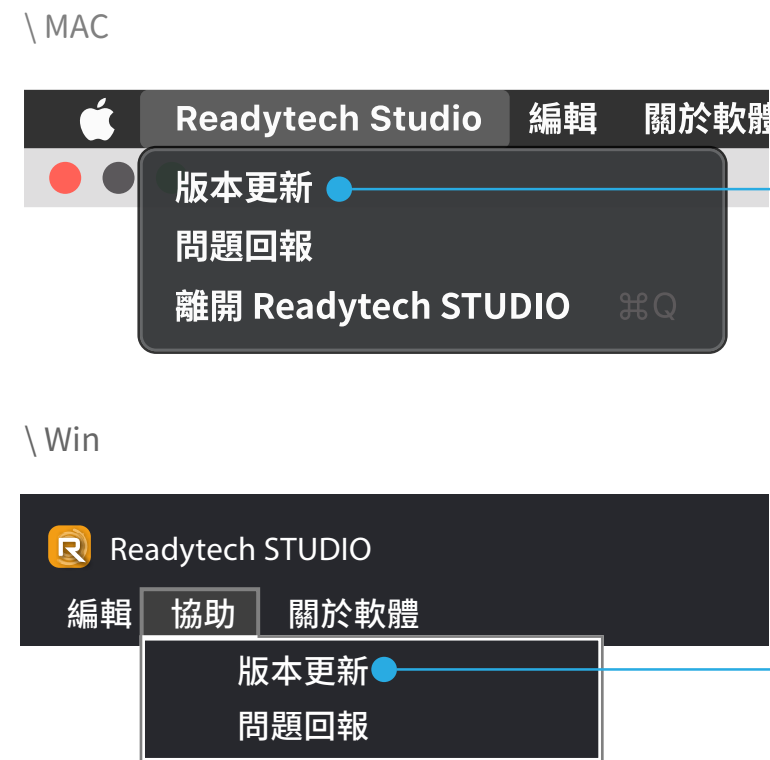 \ MAC
Readytech Studio 編輯 關於軟體
版本更新
問題回報
離開 Readytech STUDIO ⌘Q
\ Win
R Readytech STUDIO
編輯 協助 關於軟體
版本更新
問題回報